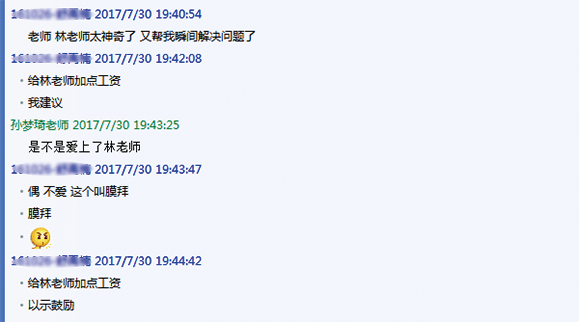 2017/7/30 19:40:54
老师 林老师太神奇了 又帮我瞬间解决问题了
2017/7/30 19:42:08
给林老师加点工资
我建议
孙梦琦老师 2017/7/30 19:43:25
是不是爱上了林老师
2017/7/30 19:43:47
偶 不爱 这个叫膜拜
膜拜
2017/7/30 19:44:42
给林老师加点工资
以示鼓励